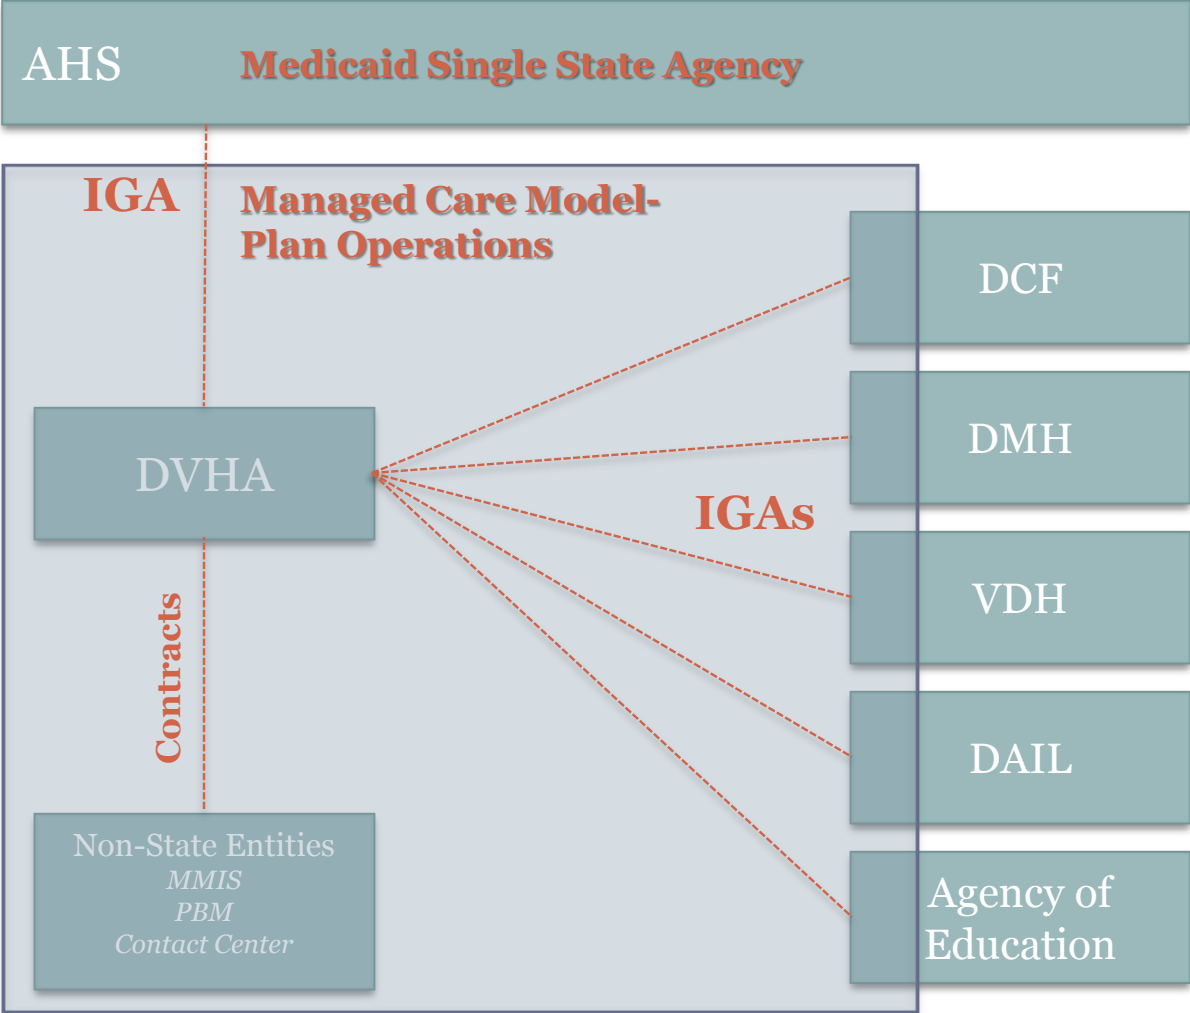 AHS Medicaid Single State Agency
IGA
Managed Care Model-
Plan Operations
DCF
DMH
DVHA
IGAs
VDH
Contracts
DAIL
Non-State Entities
MMIS
PBM
Contact Center
Agency of
Education